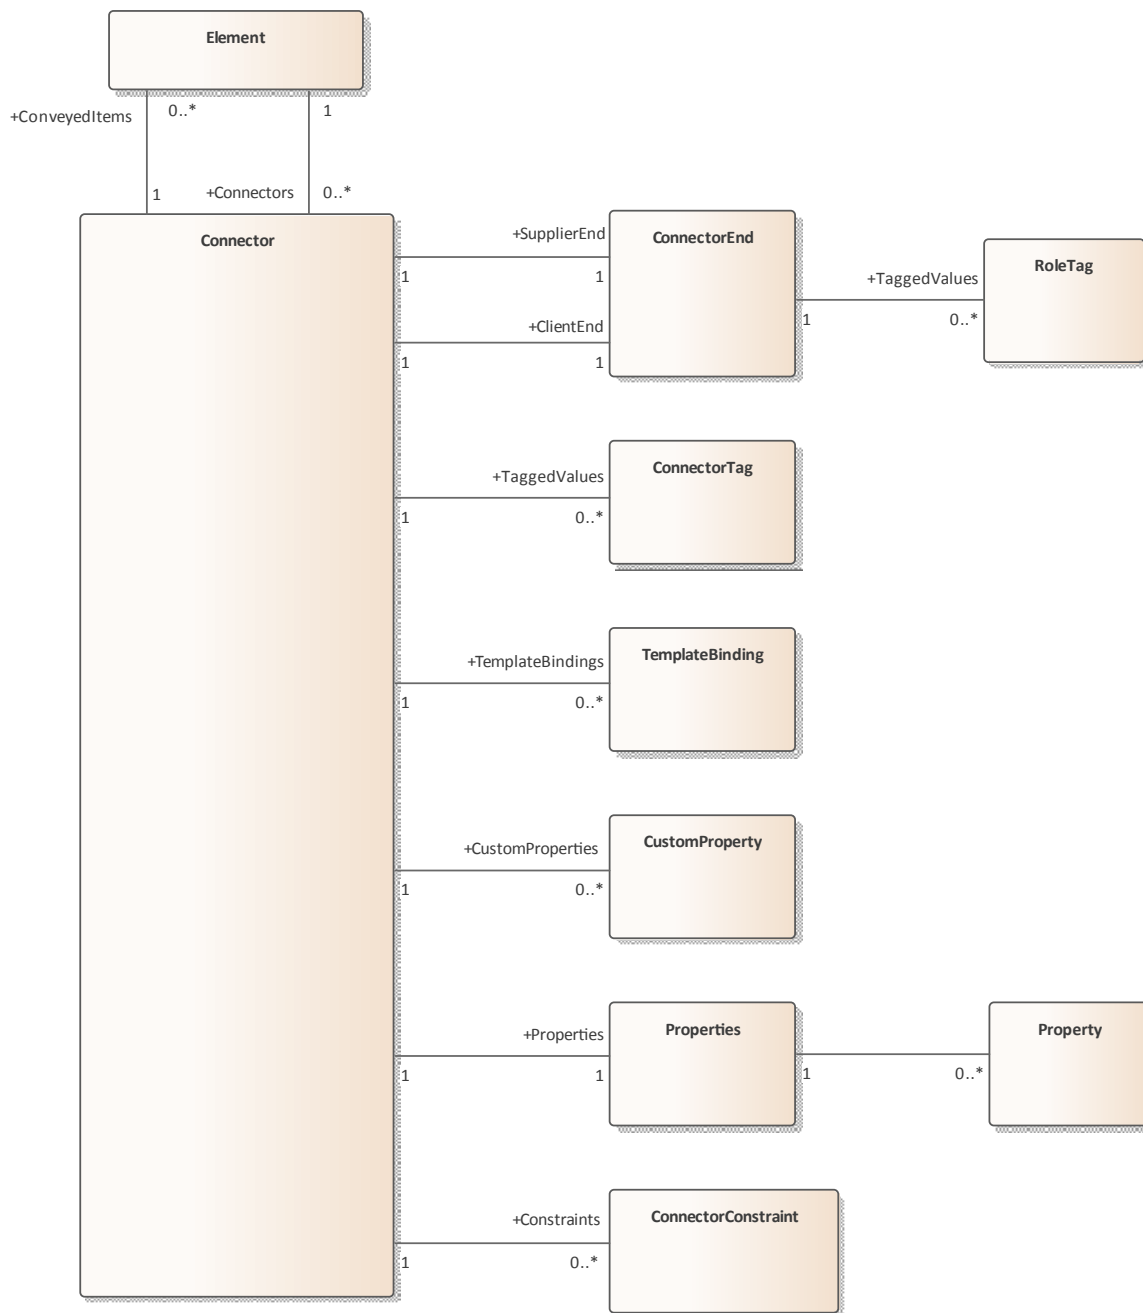 Element
+ConveyedItems
0..*
1
1
+Connectors
0..*
Connector
+SupplierEnd
1
1
+ClientEnd
1
1
ConnectorEnd
+TaggedValues
1
0..*
RoleTag
+TaggedValues
1
0..*
ConnectorTag
+TemplateBindings
1
0..*
TemplateBinding
+CustomProperties
1
0..*
CustomProperty
+Properties
1
1
Properties
1
0..*
Property
+Constraints
1
0..*
ConnectorConstraint